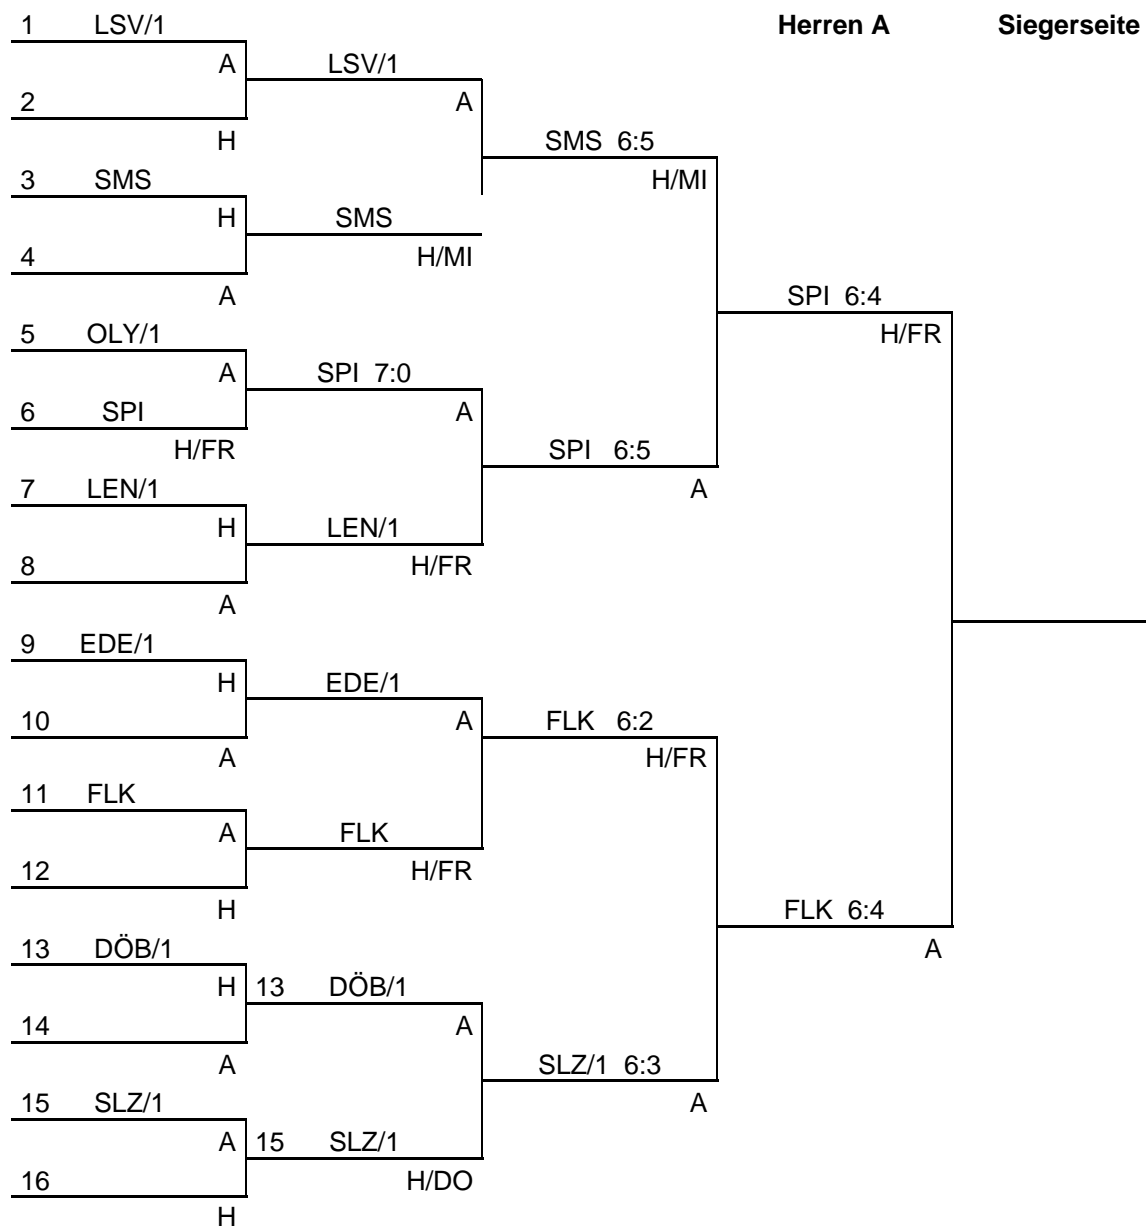 1 LSV/1 Herren A Siegerseite
A LSV/1
2 A
H SMS 6:5
3 SMS H/MI
H SMS
4 H/MI
A SPI 6:4
5 OLY/1 H/FR
A SPI 7:0
6 SPI A
H/FR SPI 6:5
7 LEN/1 A
H LEN/1
8 H/FR
A
9 EDE/1
H EDE/1
10 A FLK 6:2
A H/FR
11 FLK
A FLK
12 H/FR
H FLK 6:4
13 DÖB/1 A
H 13 DÖB/1
14 A
A SLZ/1 6:3
15 SLZ/1 A
A 15 SLZ/1
16 H/DO
H